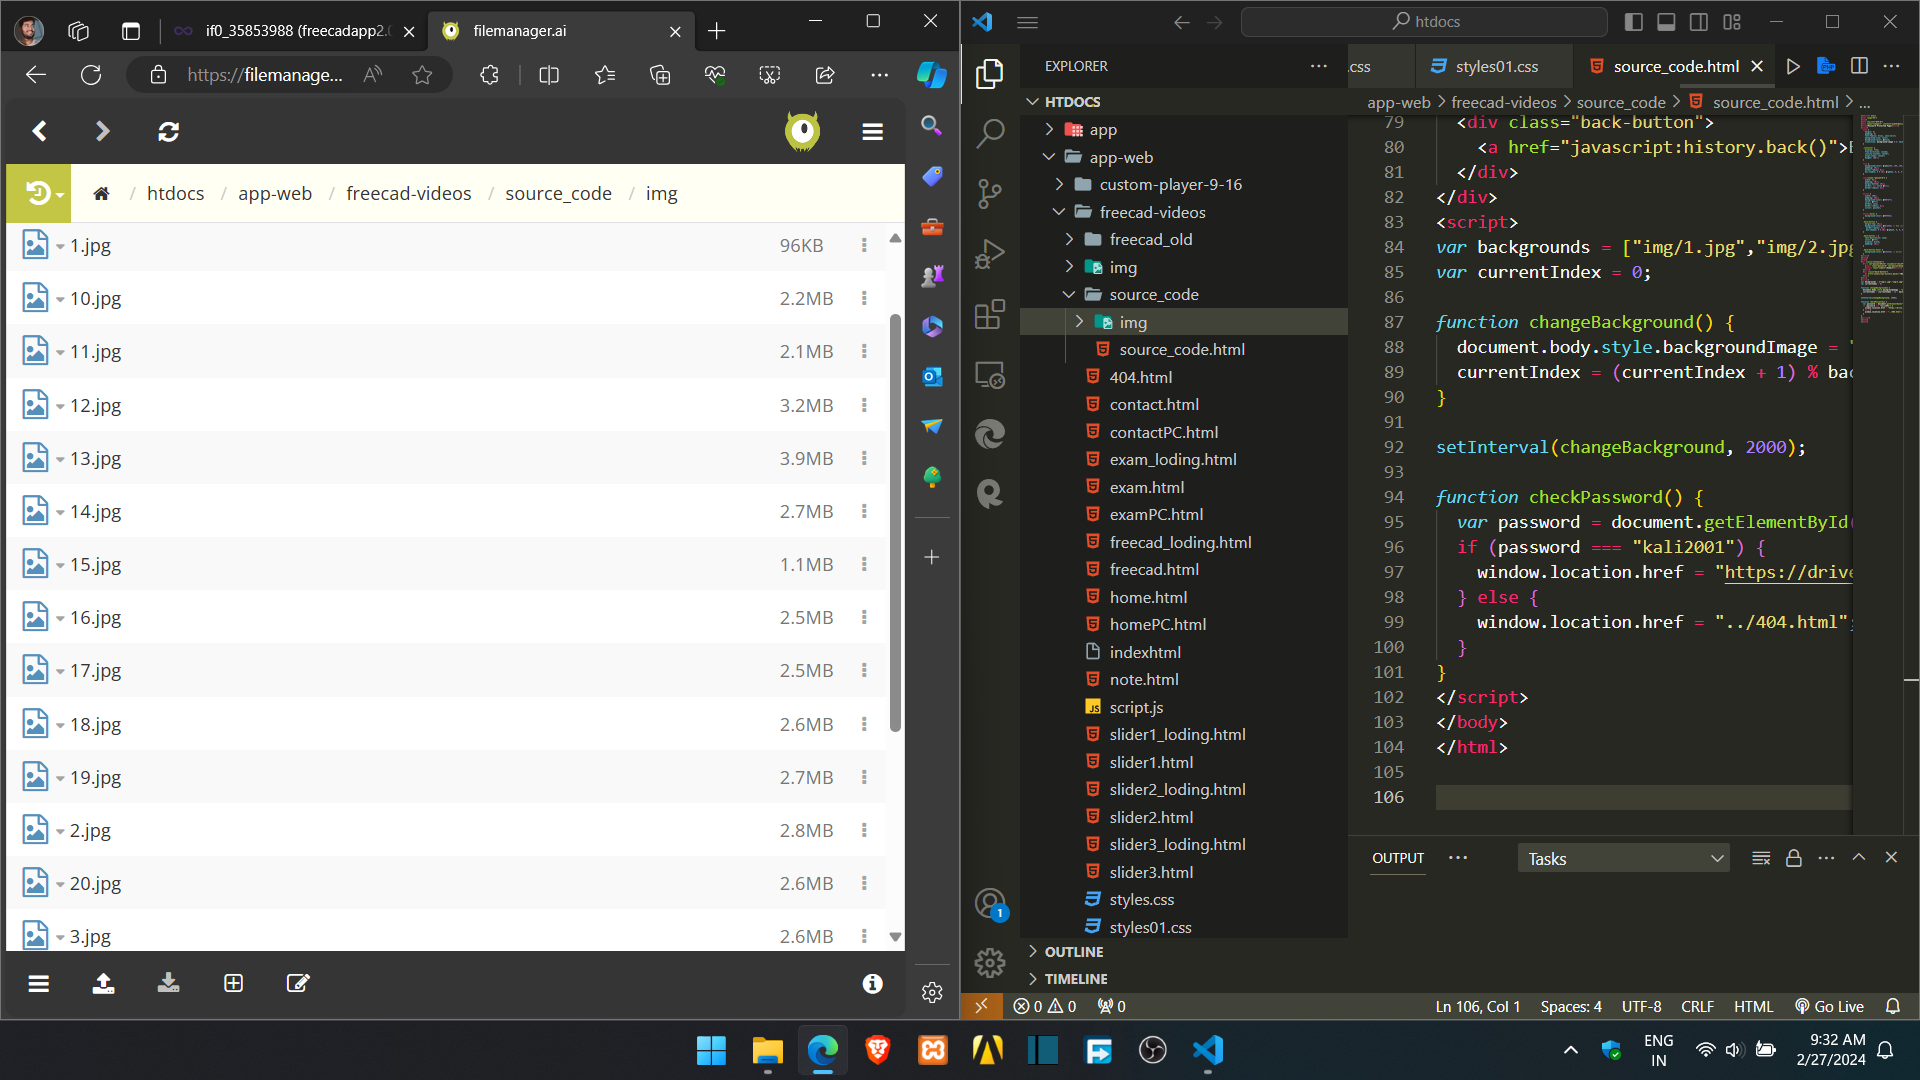 if0_35853988 (freecadapp2.
filemanager.ai
https://filemanage...
htdocs / app-web / freecad-videos / source_code / img
1.jpg 96KB
10.jpg 2.2MB
11.jpg 2.1MB
12.jpg 3.2MB
13.jpg 3.9MB
14.jpg 2.7MB
15.jpg 1.1MB
16.jpg 2.5MB
17.jpg 2.5MB
18.jpg 2.6MB
19.jpg 2.7MB
2.jpg 2.8MB
20.jpg 2.6MB
3.jpg 2.6MB
htdocs
EXPLORER
HTDOCS
app
app-web
custom-player-9-16
freecad-videos
freecad_old
img
source_code
img
source_code.html
404.html
contact.html
contactPC.html
exam_loding.html
exam.html
examPC.html
freecad_loding.html
freecad.html
home.html
homePC.html
indexhtml
note.html
JS script.js
slider1_loding.html
slider1.html
slider2_loding.html
slider2.html
slider3_loding.html
slider3.html
styles.css
styles01.css
OUTLINE
TIMELINE
1
.css styles01.css source_code.html
app-web > freecad-videos > source_code > source_code.html > ...
79 <div class="back-button">
80 <a href="javascript:history.back()">
81 </div>
82 </div>
83 <script>
84 var backgrounds = ["img/1.jpg","img/2.jpg
85 var currentIndex = 0;
86
87 function changeBackground() {
88 document.body.style.backgroundImage = "
89 currentIndex = (currentIndex + 1) % bac
90 }
91
92 setInterval(changeBackground, 2000);
93
94 function checkPassword() {
95 var password = document.getElementById(
96 if (password === "kali2001") {
97 window.location.href = "https://drive
98 } else {
99 window.location.href = "../404.html";
100 }
101 }
102 </script>
103 </body>
104 </html>
105
106
OUTPUT
Tasks
0 0 0
Ln 106, Col 1 Spaces: 4 UTF-8 CRLF HTML Go Live
ENG
IN
9:32 AM
2/27/2024